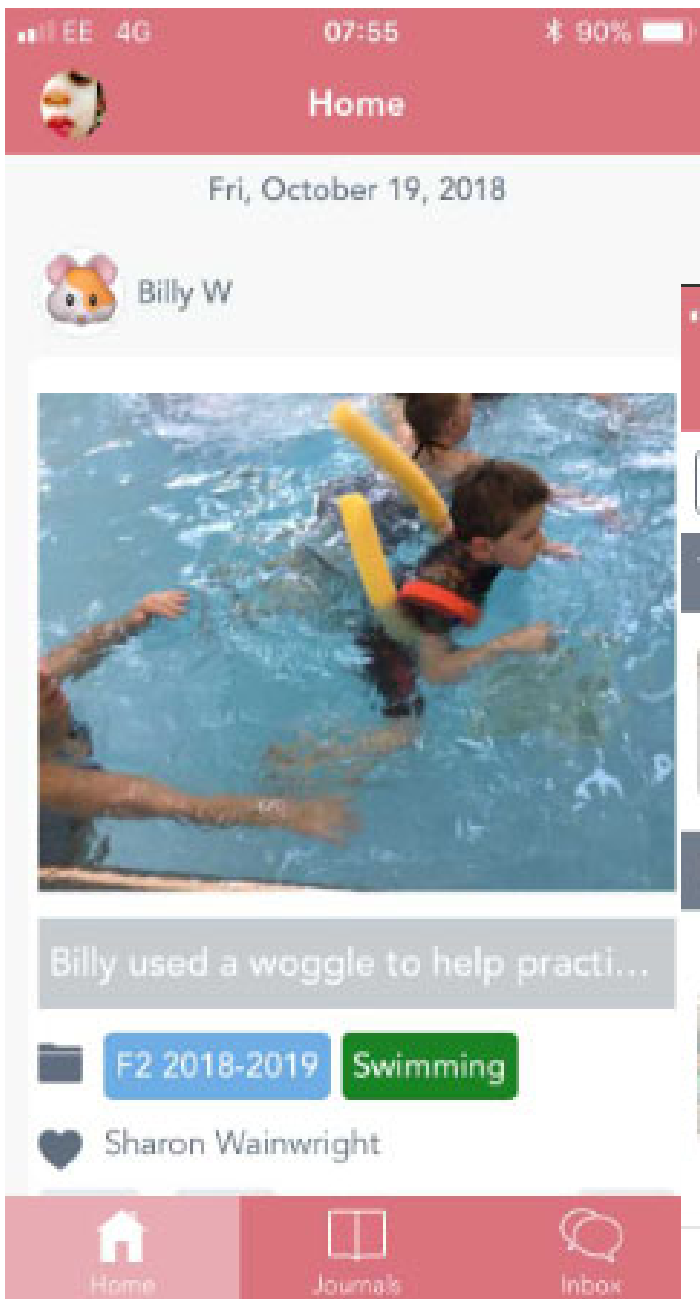 EE 4G 07:55 90%
Home
Fri, October 19, 2018
Billy W
Billy used a woggle to help practi...
F2 2018-2019 Swimming
Sharon Wainwright
Home Journals Inbox